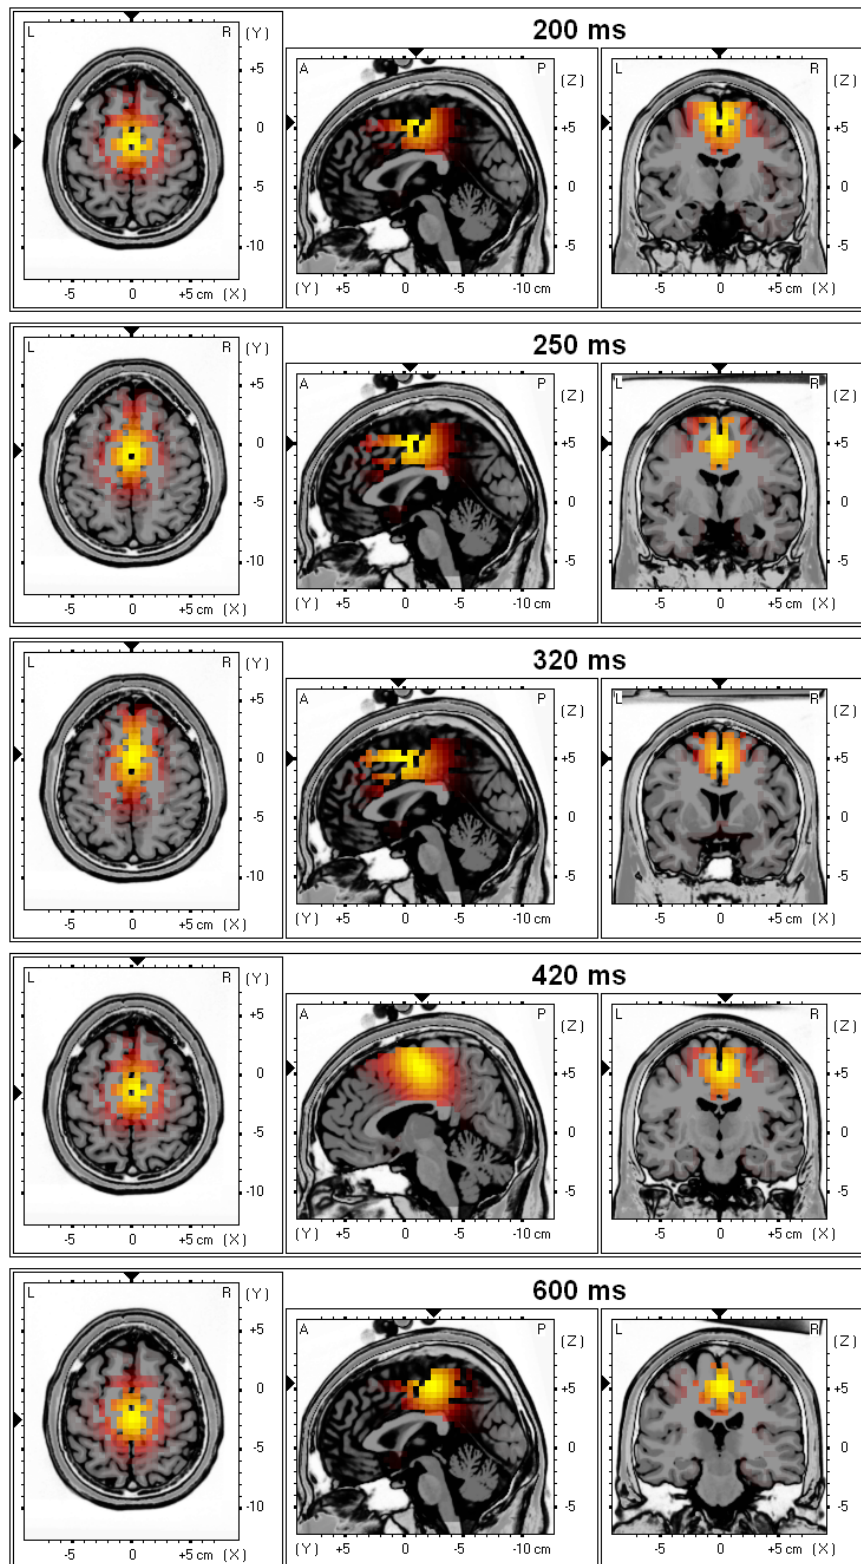 200 ms
L R (Y)
+5
0
-5
-10
-5 0 +5 cm (X)
A P (Z)
+5
0
-5
(Y) +5 0 -5 -10 cm
L R (Z)
+5
0
-5
-5 0 +5 cm (X)
250 ms
L R (Y)
+5
0
-5
-10
-5 0 +5 cm (X)
A P (Z)
+5
0
-5
(Y) +5 0 -5 -10 cm
L R (Z)
+5
0
-5
-5 0 +5 cm (X)
320 ms
L R (Y)
+5
0
-5
-10
-5 0 +5 cm (X)
A P (Z)
+5
0
-5
(Y) +5 0 -5 -10 cm
L R (Z)
+5
0
-5
-5 0 +5 cm (X)
420 ms
L R (Y)
+5
0
-5
-10
-5 0 +5 cm (X)
A P (Z)
+5
0
-5
(Y) +5 0 -5 -10 cm
L R (Z)
+5
0
-5
-5 0 +5 cm (X)
600 ms
L R (Y)
+5
0
-5
-10
-5 0 +5 cm (X)
A P (Z)
+5
0
-5
(Y) +5 0 -5 -10 cm
L R (Z)
+5
0
-5
-5 0 +5 cm (X)